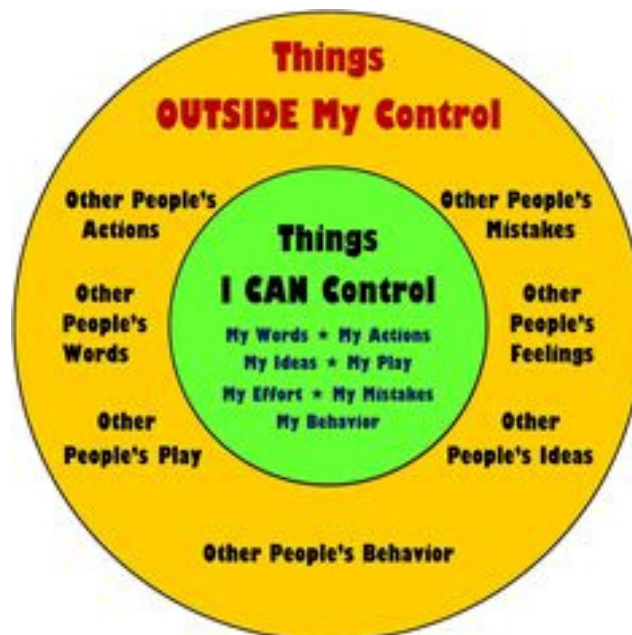 Things
OUTSIDE My Control
Other People's
Actions
Other People's
Mistakes
Things
I CAN Control
My Words * My Actions
My Ideas * My Play
My Effort * My Mistakes
My Behavior
Other
People's
Words
Other
People's
Feelings
Other
People's Play
Other
People's Ideas
Other People's Behavior